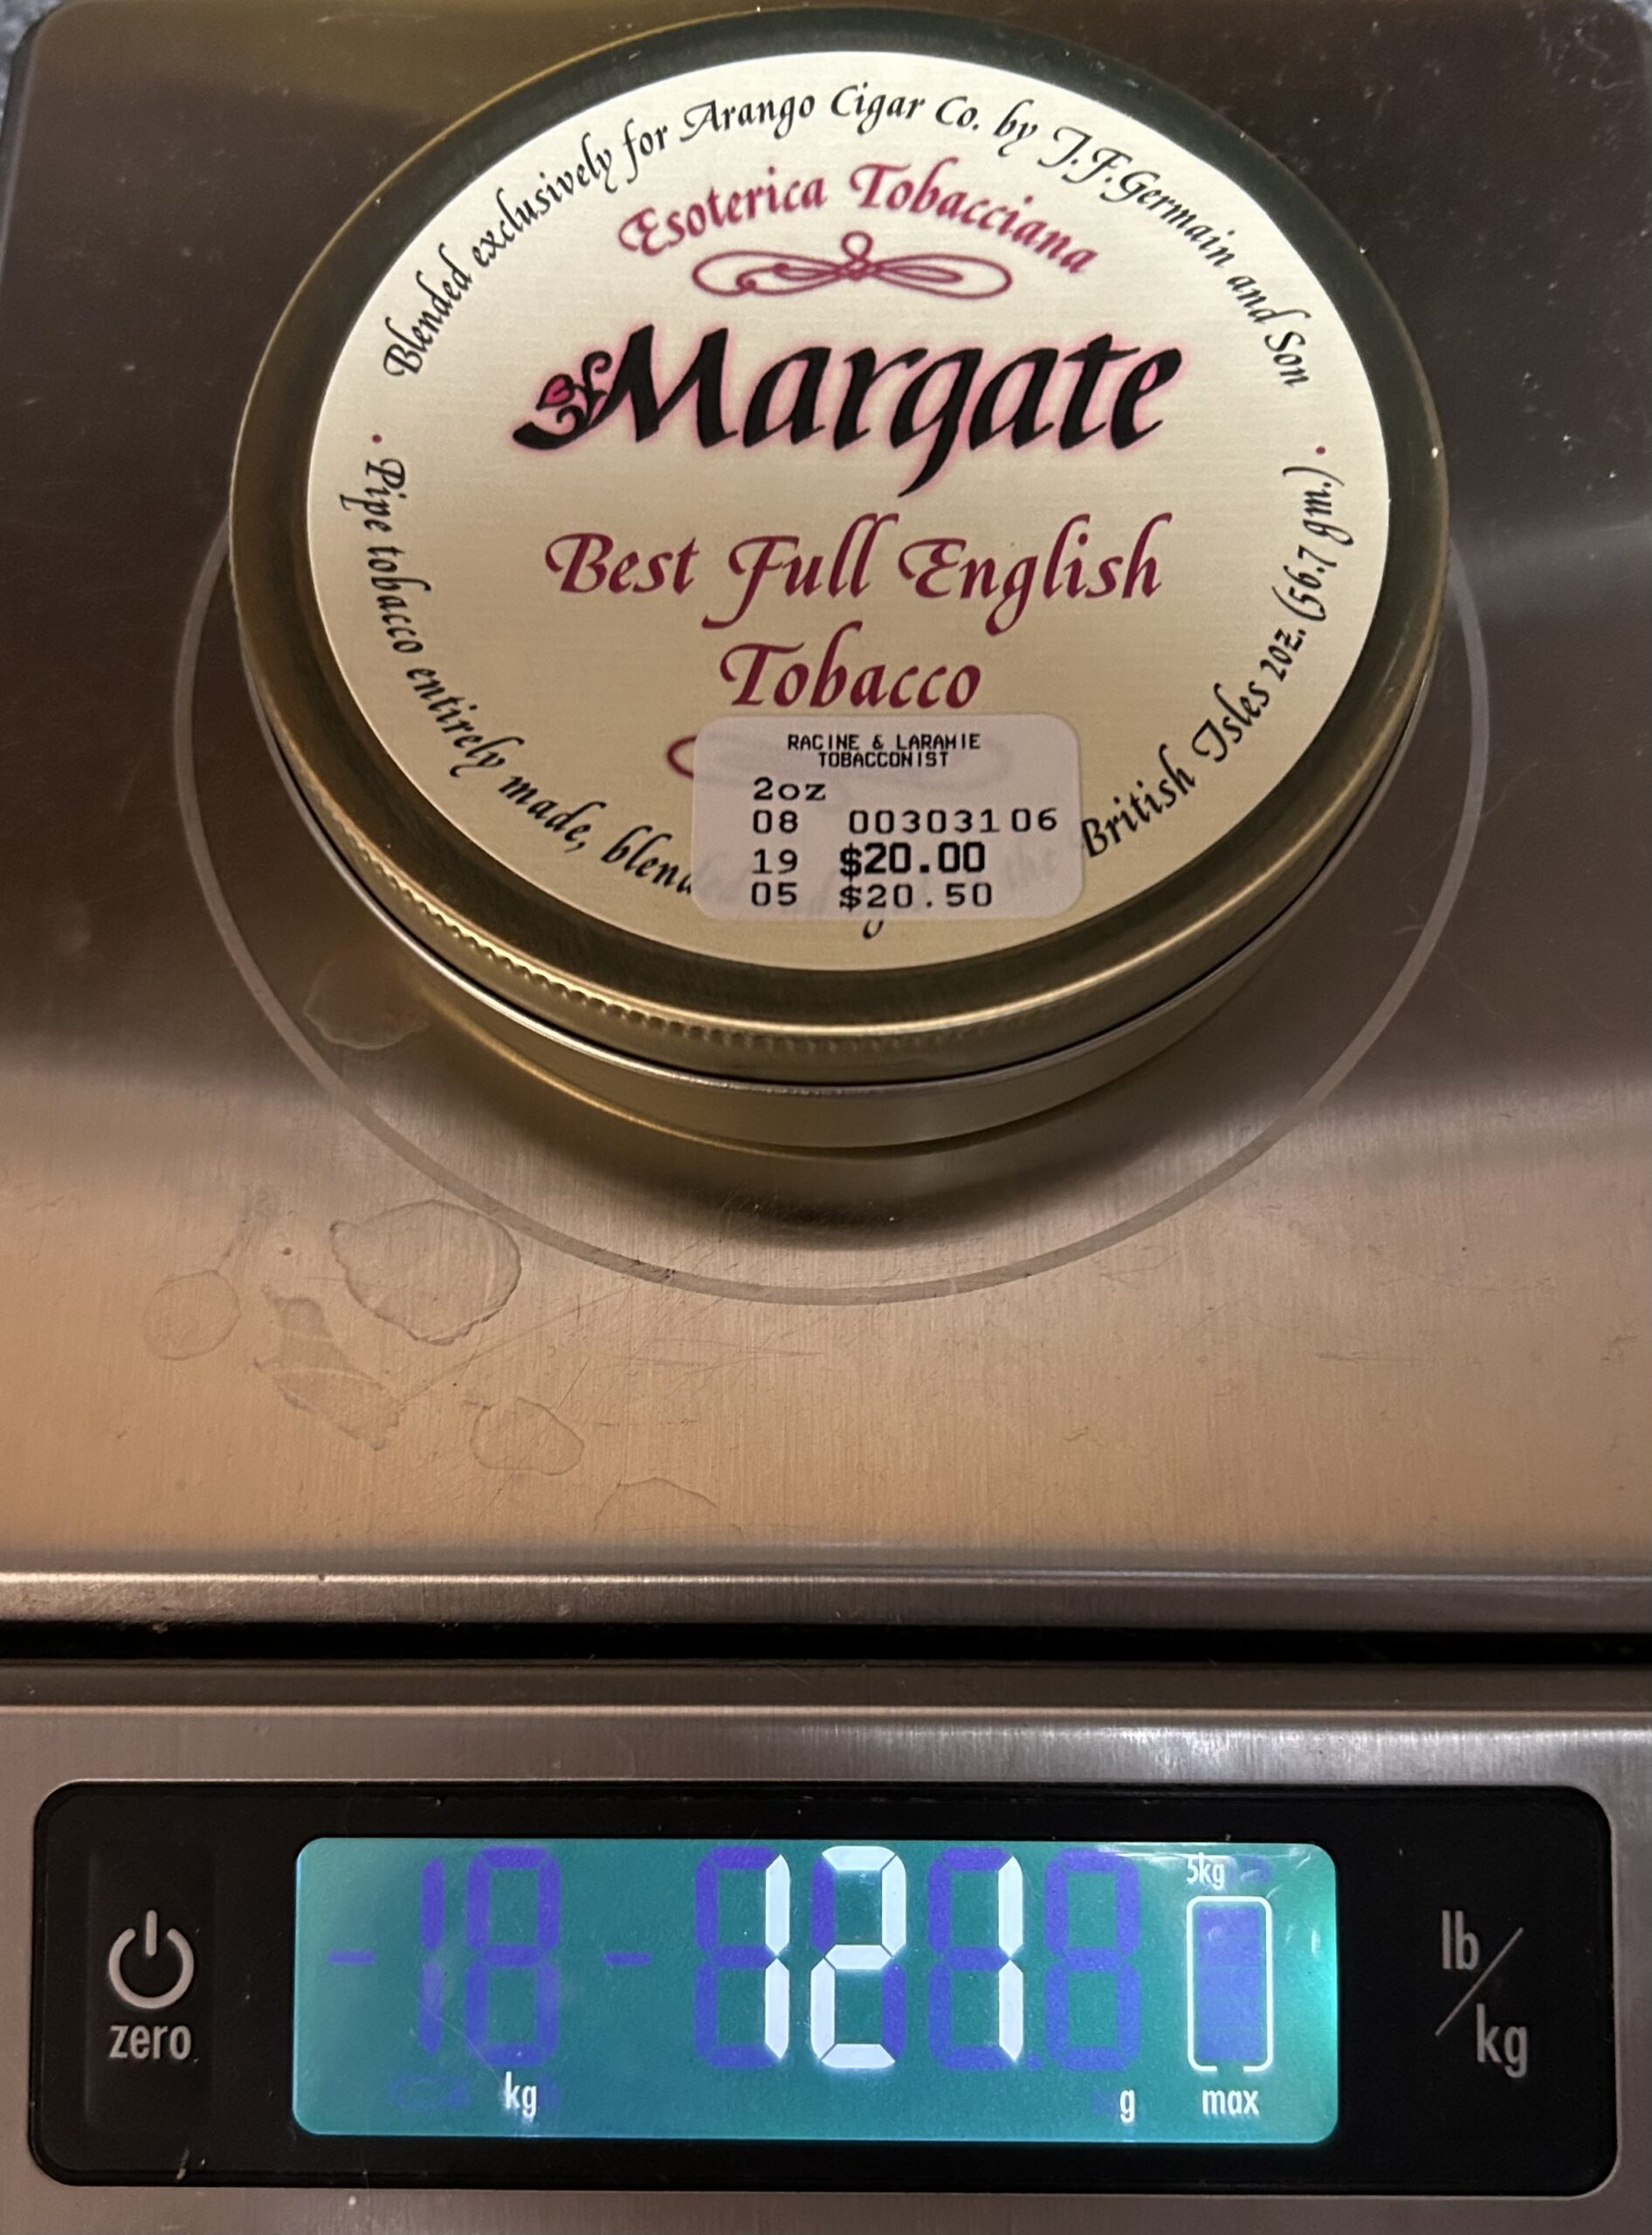 Blended exclusively for Arango Cigar Co. by J.F.Germain and Son
Esoterica Tobacciana
Margate
Best Full English
Tobacco
RACINE & LARAMIE
TOBACCONIST
2oz
08 00303106
19 $20.00
05 $20.50
Pipe tobacco entirely made, blen the British Isles 2oz. (56.7 gm.)
121
5kg
kg
g
max
zero
lb/kg